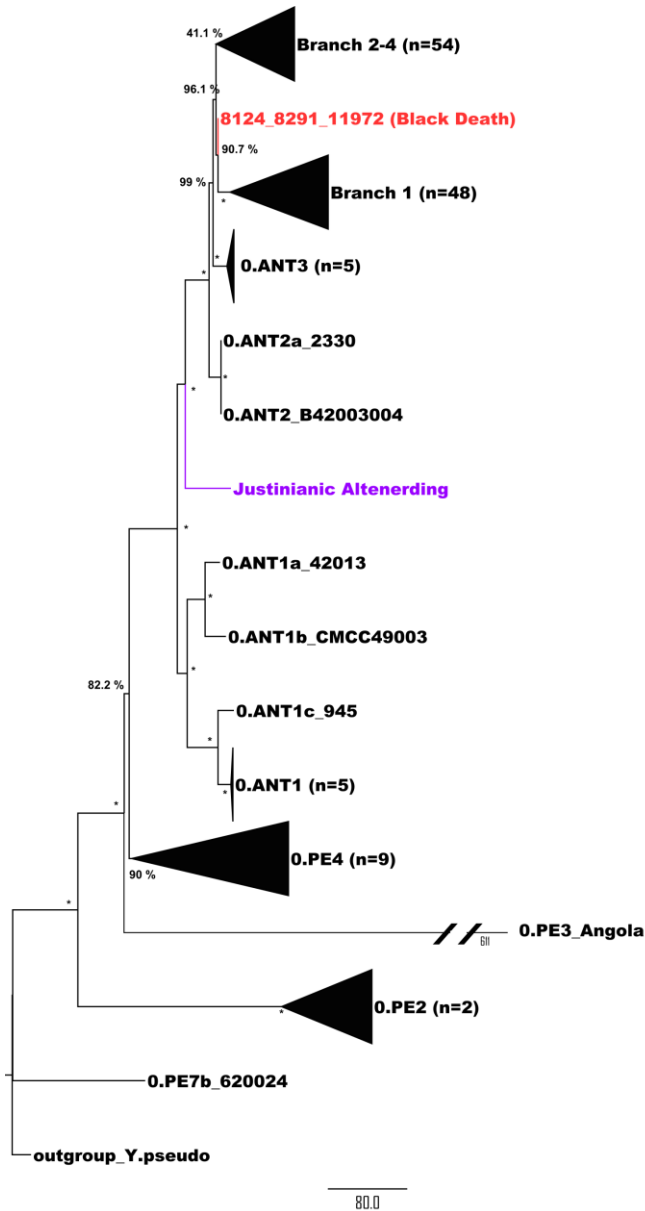 41.1 %
Branch 2-4 (n=54)
96.1 %
8124_8291_11972 (Black Death)
90.7 %
99 %
Branch 1 (n=48)
*
*
0.ANT3 (n=5)
*
0.ANT2a_2330
*
*
0.ANT2_B42003004
Justinianic Altenerding
*
0.ANT1a_42013
*
0.ANT1b_CMCC49003
*
82.2 %
0.ANT1c_945
*
0.ANT1 (n=5)
*
*
0.PE4 (n=9)
90 %
*
0.PE3_Angola
611
0.PE2 (n=2)
*
0.PE7b_620024
outgroup_Y.pseudo
80.0